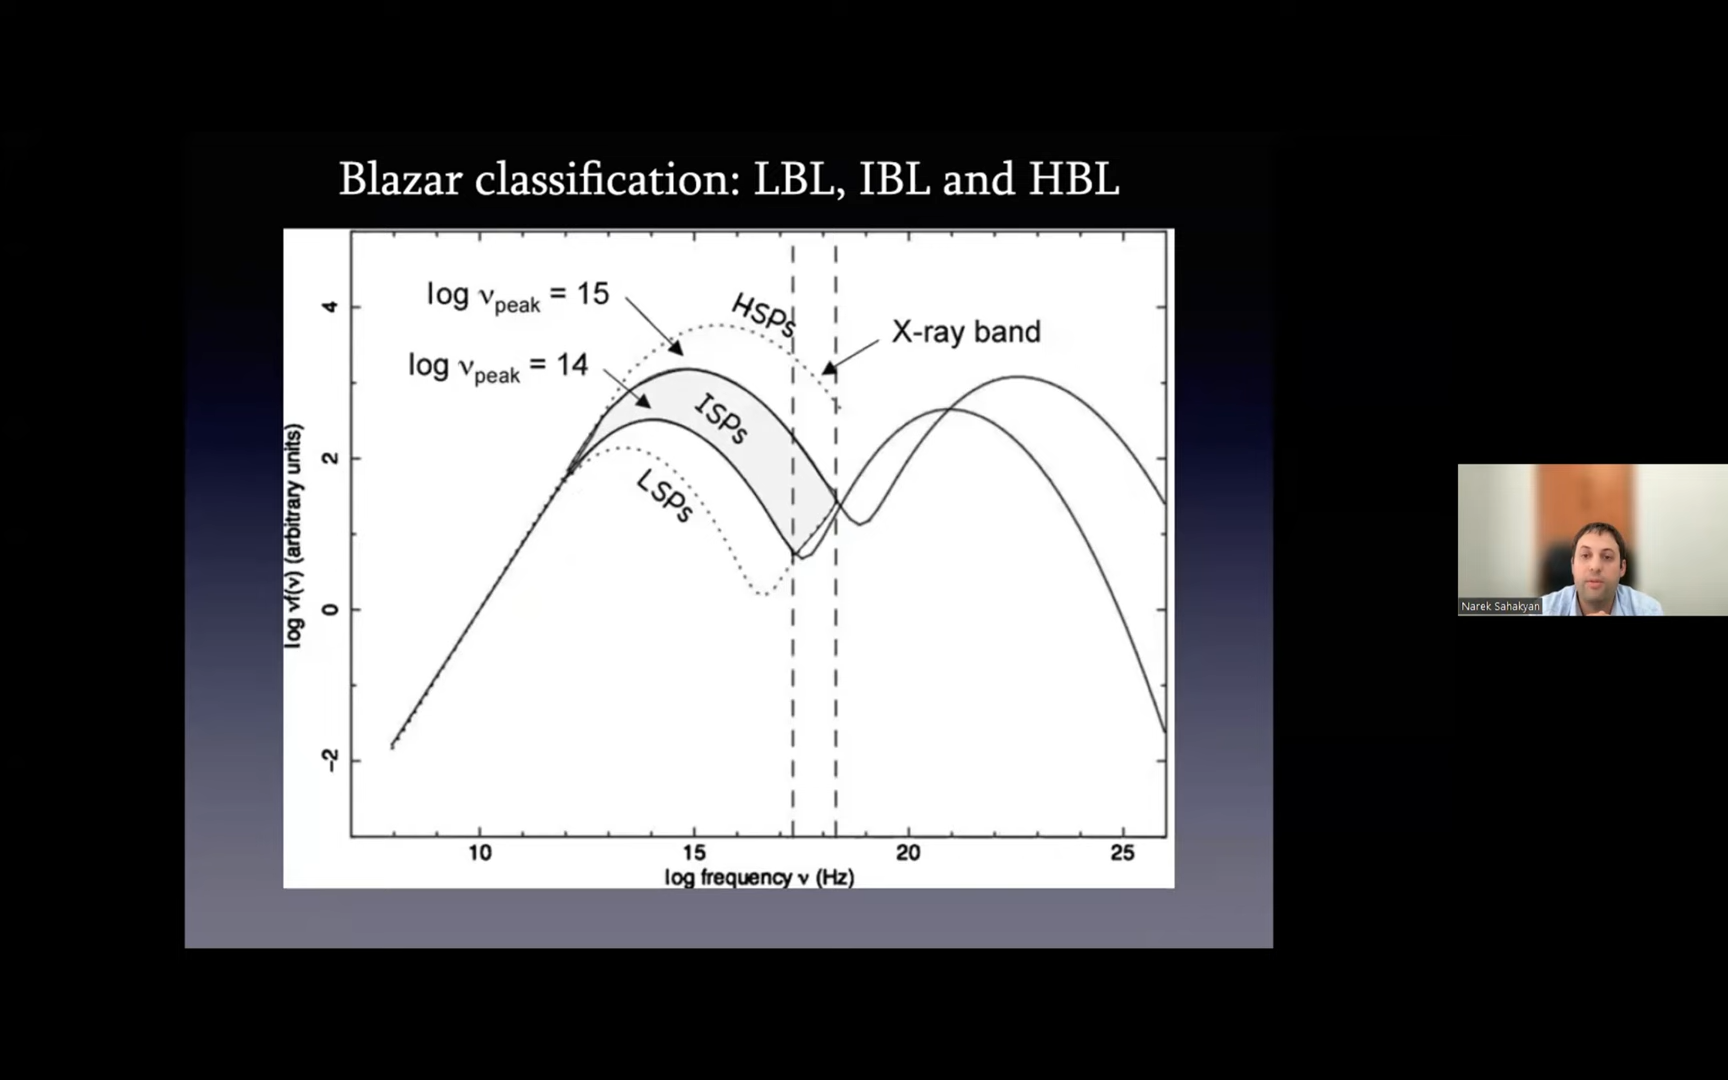 Blazar classification: LBL, IBL and HBL
log νpeak = 15
HSPs
X-ray band
log νpeak = 14
ISPs
LSPs
4
2
0
-2
log νf(ν) (arbitrary units)
10 15 20 25
log frequency ν (Hz)
Narek Sahakyan